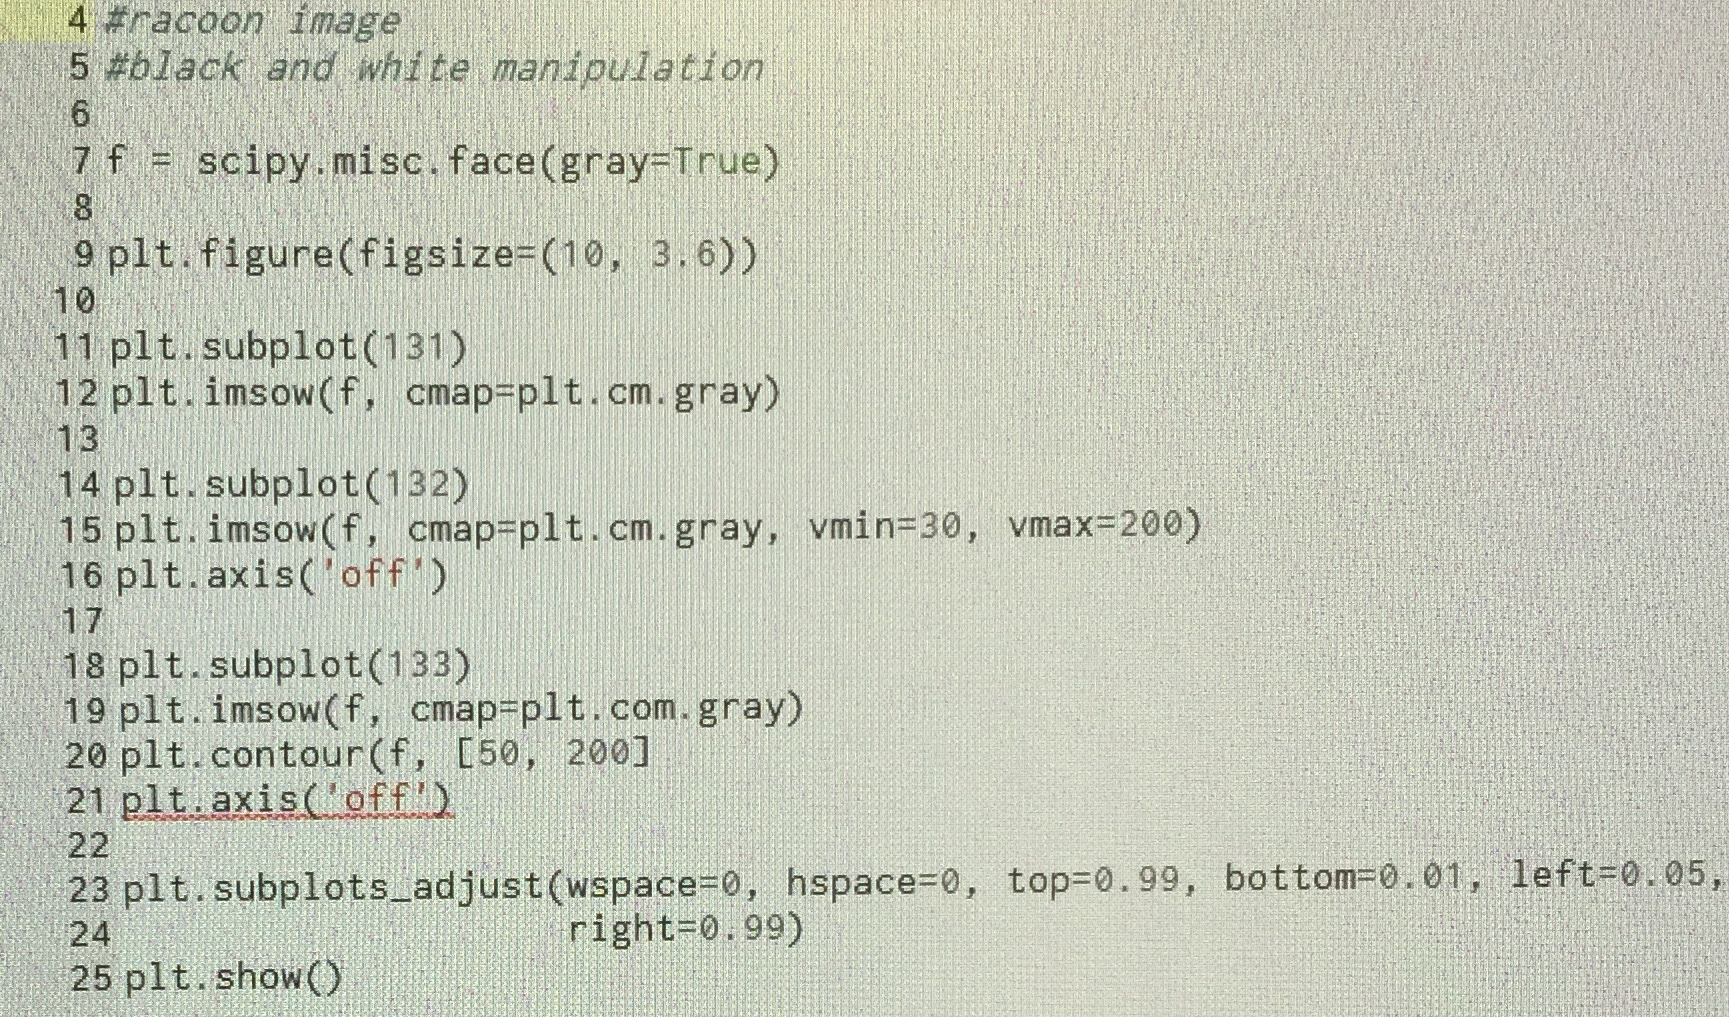 4 #racoon image
5 #black and white manipulation
6
7 f = scipy.misc.face(gray=True)
8
9 plt.figure(figsize=(10, 3.6))
10
11 plt.subplot(131)
12 plt.imsow(f, cmap=plt.cm.gray)
13
14 plt.subplot(132)
15 plt.imsow(f, cmap=plt.cm.gray, vmin=30, vmax=200)
16 plt.axis('off')
17
18 plt.subplot(133)
19 plt.imsow(f, cmap=plt.com.gray)
20 plt.contour(f, [50, 200]
21 plt.axis('off')
22
23 plt.subplots_adjust(wspace=0, hspace=0, top=0.99, bottom=0.01, left=0.05,
24 right=0.99)
25 plt.show()